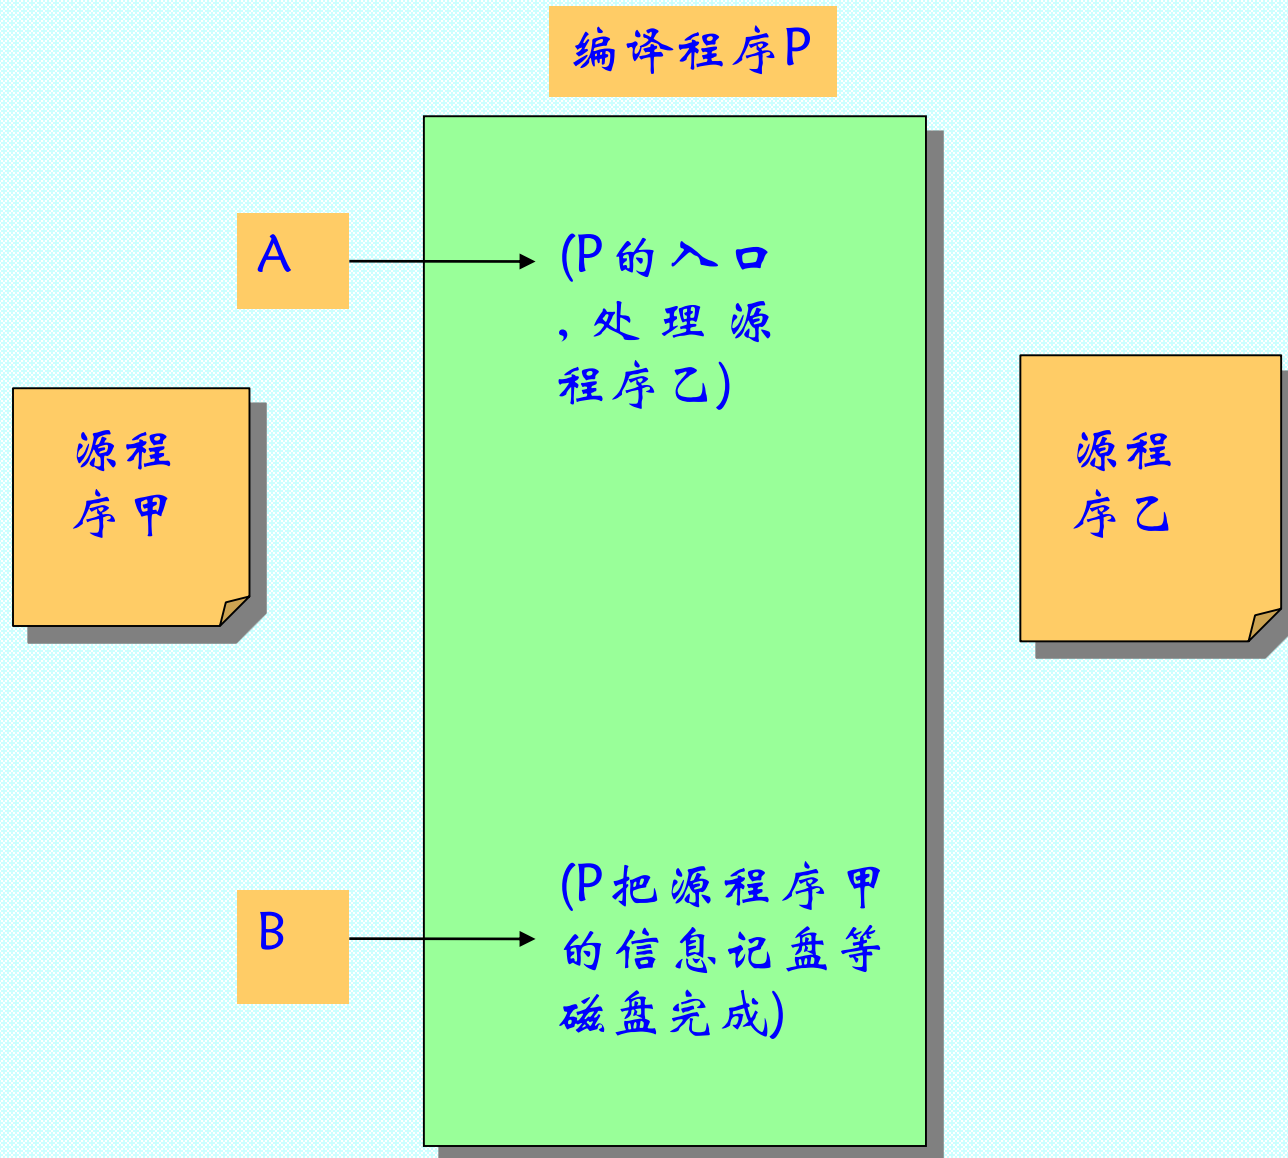 编译程序P
A
(P的入口
,处理源
程序乙)
源程
序甲
源程
序乙
B
(P把源程序甲
的信息记盘等
磁盘完成)